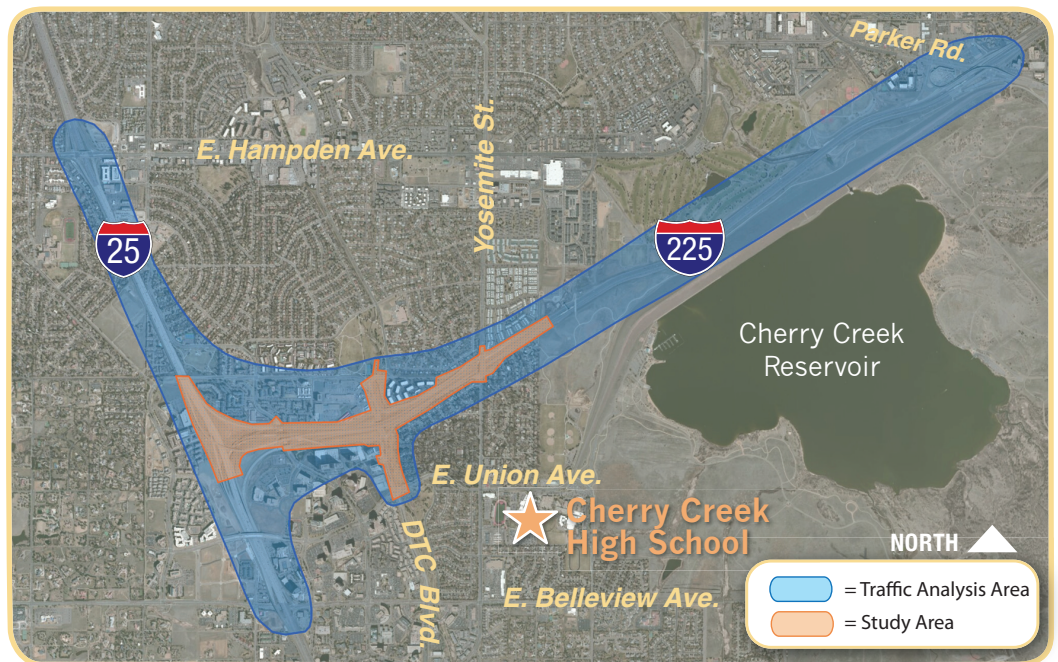 Parker Rd.
E. Hampden Ave.
Yosemite St.
25
225
Cherry Creek
Reservoir
E. Union Ave.
Cherry Creek
High School
DTC Blvd.
NORTH
E. Belleview Ave.
= Traffic Analysis Area
= Study Area